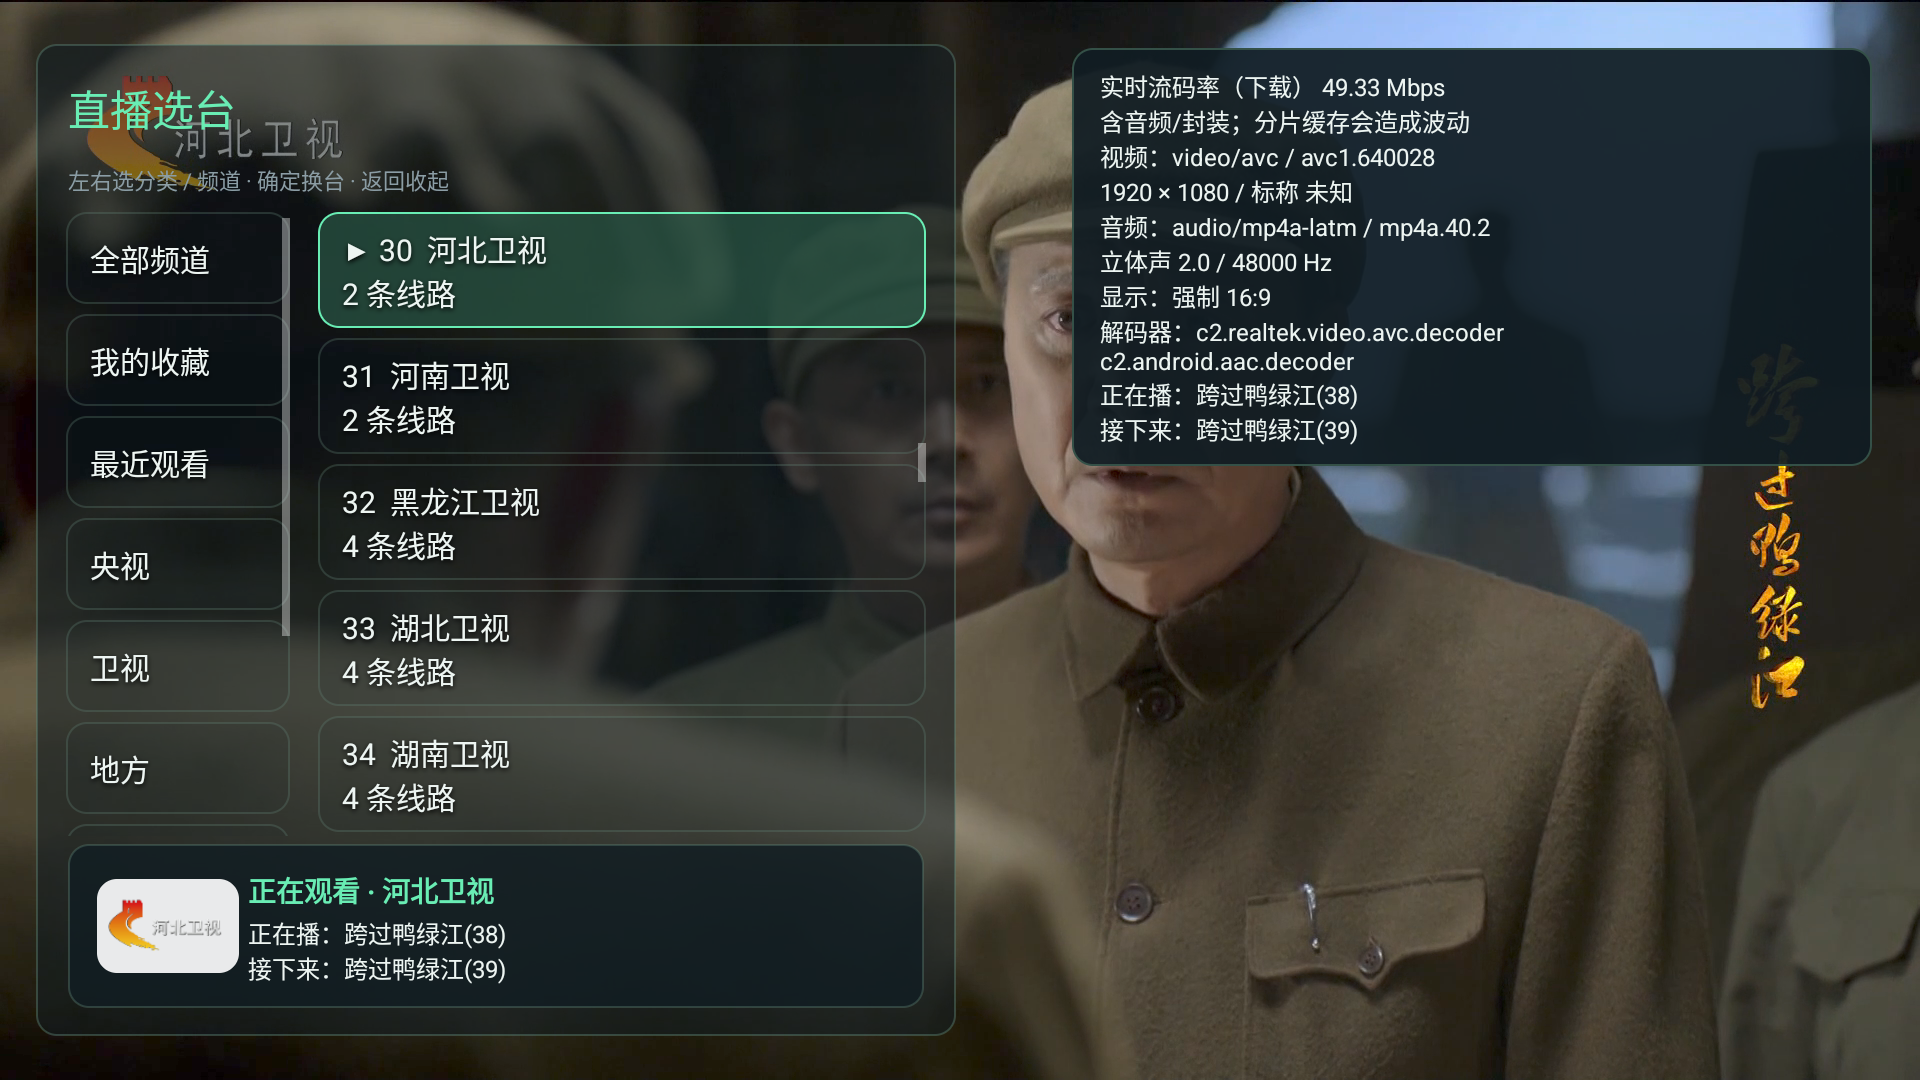 直播选台
河北卫视
左右选分类 / 频道 · 确定换台 · 返回收起
全部频道
我的收藏
最近观看
央视
卫视
地方
► 30 河北卫视
2 条线路
31 河南卫视
2 条线路
32 黑龙江卫视
4 条线路
33 湖北卫视
4 条线路
34 湖南卫视
4 条线路
河北卫视
正在观看 · 河北卫视
正在播：跨过鸭绿江(38)
接下来：跨过鸭绿江(39)
实时流码率（下载） 49.33 Mbps
含音频/封装；分片缓存会造成波动
视频：video/avc / avc1.640028
1920 × 1080 / 标称 未知
音频：audio/mp4a-latm / mp4a.40.2
立体声 2.0 / 48000 Hz
显示：强制 16:9
解码器：c2.realtek.video.avc.decoder
c2.android.aac.decoder
正在播：跨过鸭绿江(38)
接下来：跨过鸭绿江(39)
跨过鸭绿江